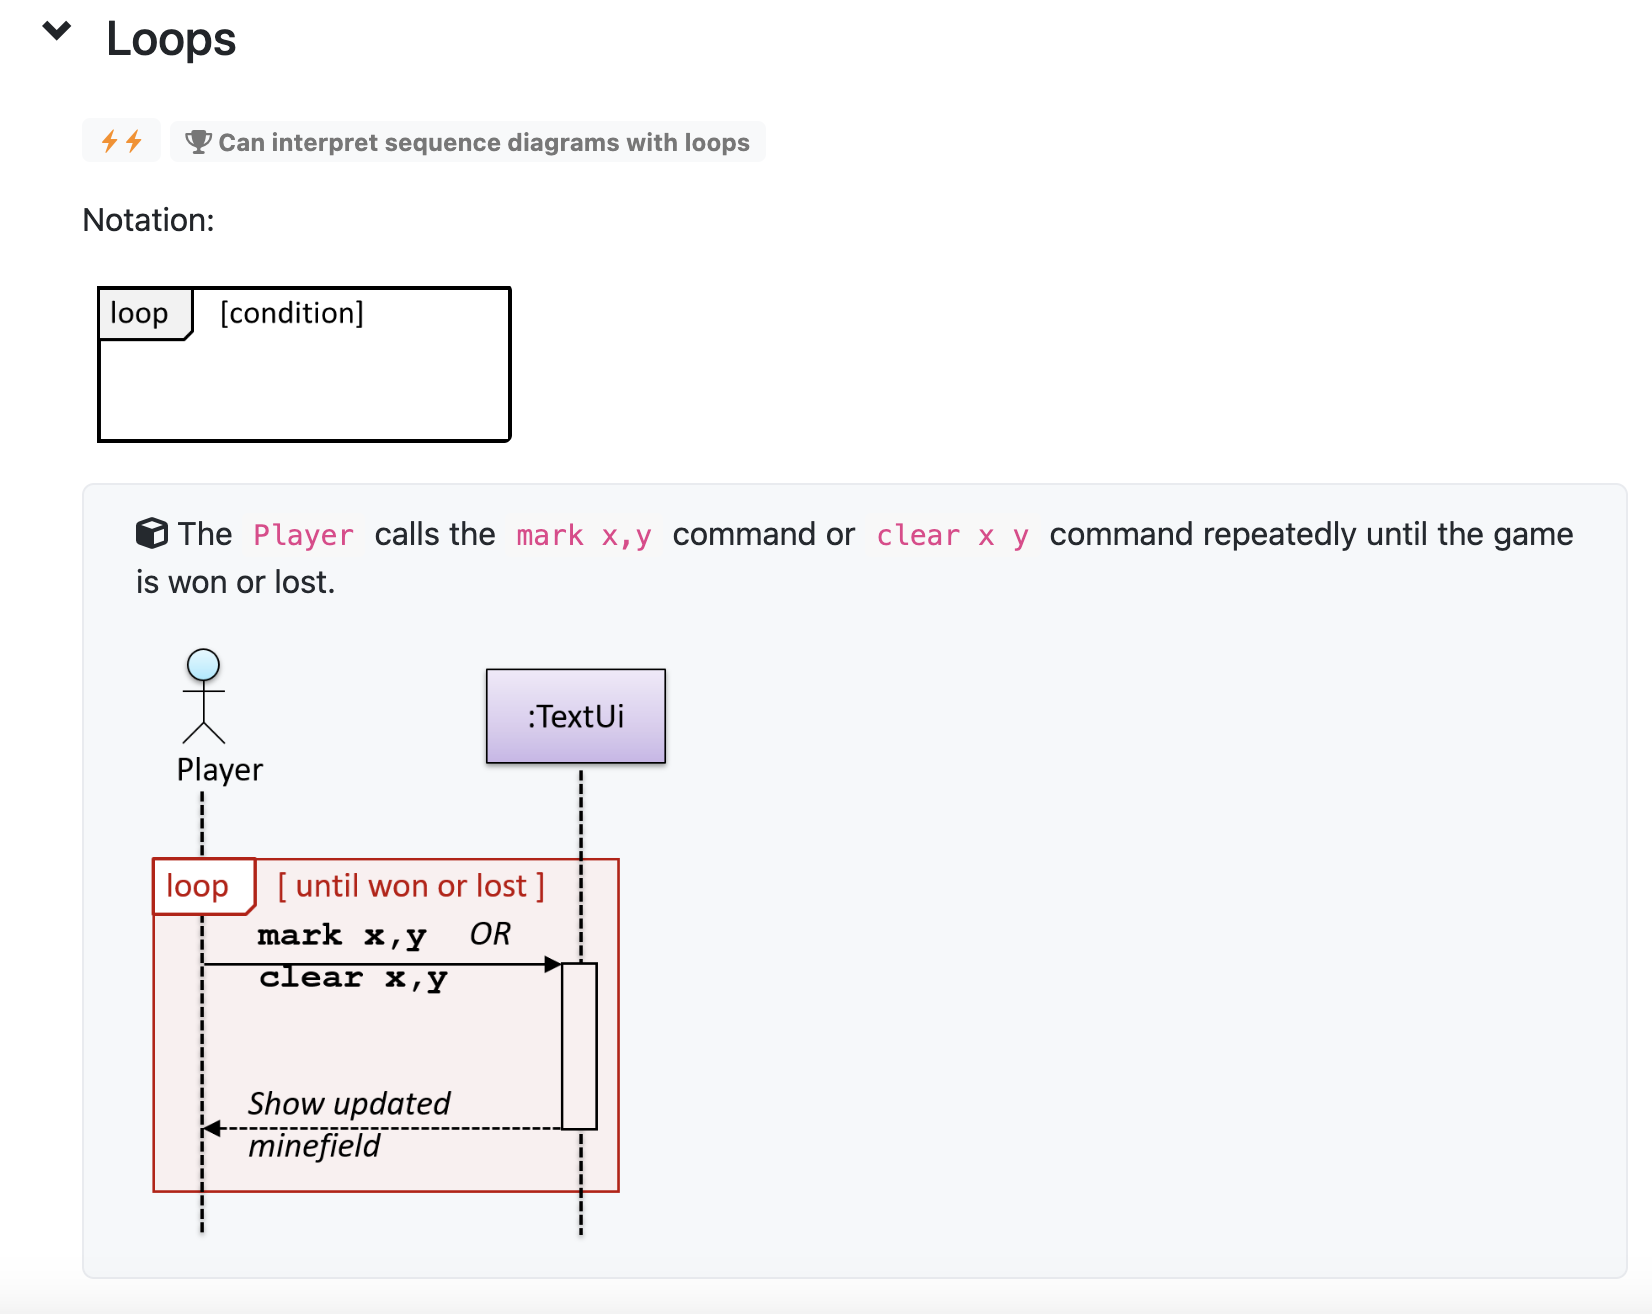 Loops
Can interpret sequence diagrams with loops
Notation:
loop [condition]
The Player calls the mark x,y command or clear x y command repeatedly until the game
is won or lost.
:TextUi
Player
loop [ until won or lost ]
mark x,y OR
clear x,y
Show updated
minefield